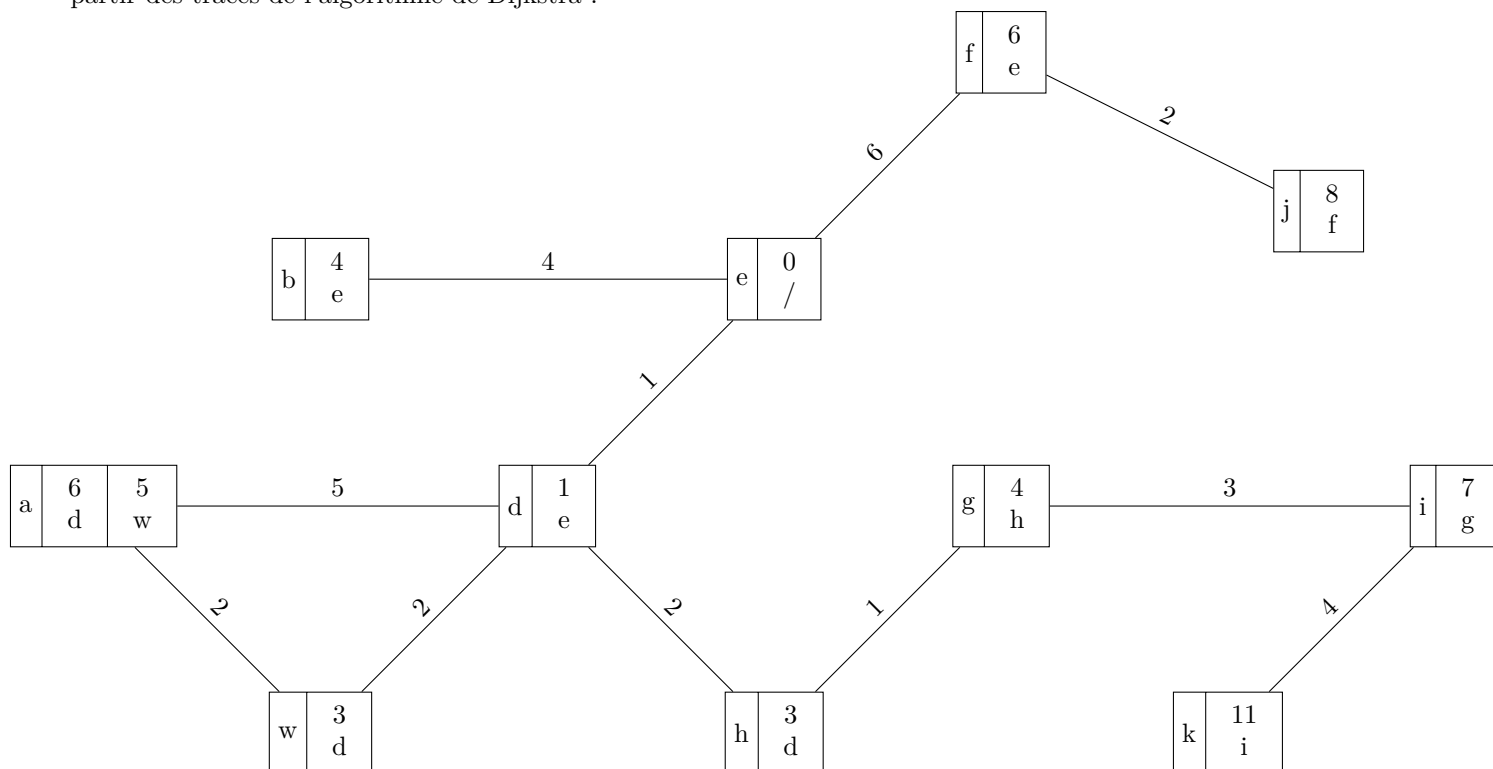 partir des traces de l'algorithme de Dijkstra :
f 6
e
2
6
j 8
f
b 4
e
4
e 0
/
1
a 6 5
d w
5
d 1
e
g 4
h
3
i 7
g
2
2
2
1
4
w 3
d
h 3
d
k 11
i